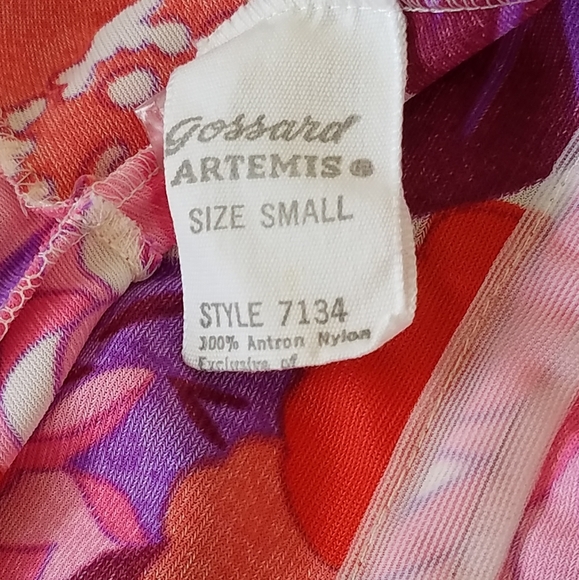 Gossard
ARTEMIS®
SIZE SMALL
STYLE 7134
100% Antron Nylon
Exclusive of